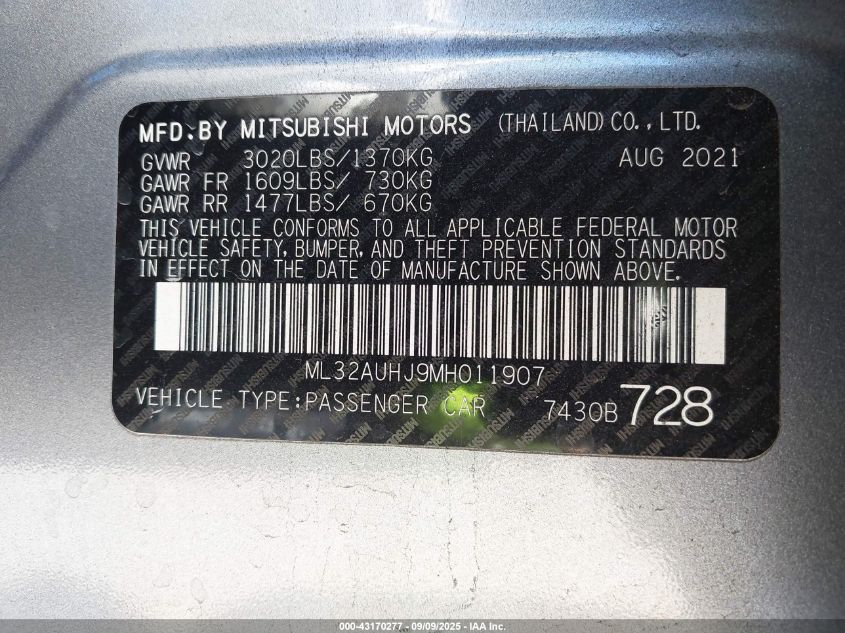 MFD.BY MITSUBISHI MOTORS (THAILAND)CO.,LTD.
GVWR 3020LBS/1370KG AUG 2021
GAWR FR 1609LBS/ 730KG
GAWR RR 1477LBS/ 670KG
THIS VEHICLE CONFORMS TO ALL APPLICABLE FEDERAL MOTOR
VEHICLE SAFETY, BUMPER, AND THEFT PREVENTION STANDARDS
IN EFFECT ON THE DATE OF MANUFACTURE SHOWN ABOVE.
ML32AUHJ9MH011907
VEHICLE TYPE:PASSENGER CAR 7430B 728
000-43170277 - 09/09/2025 - IAA Inc.